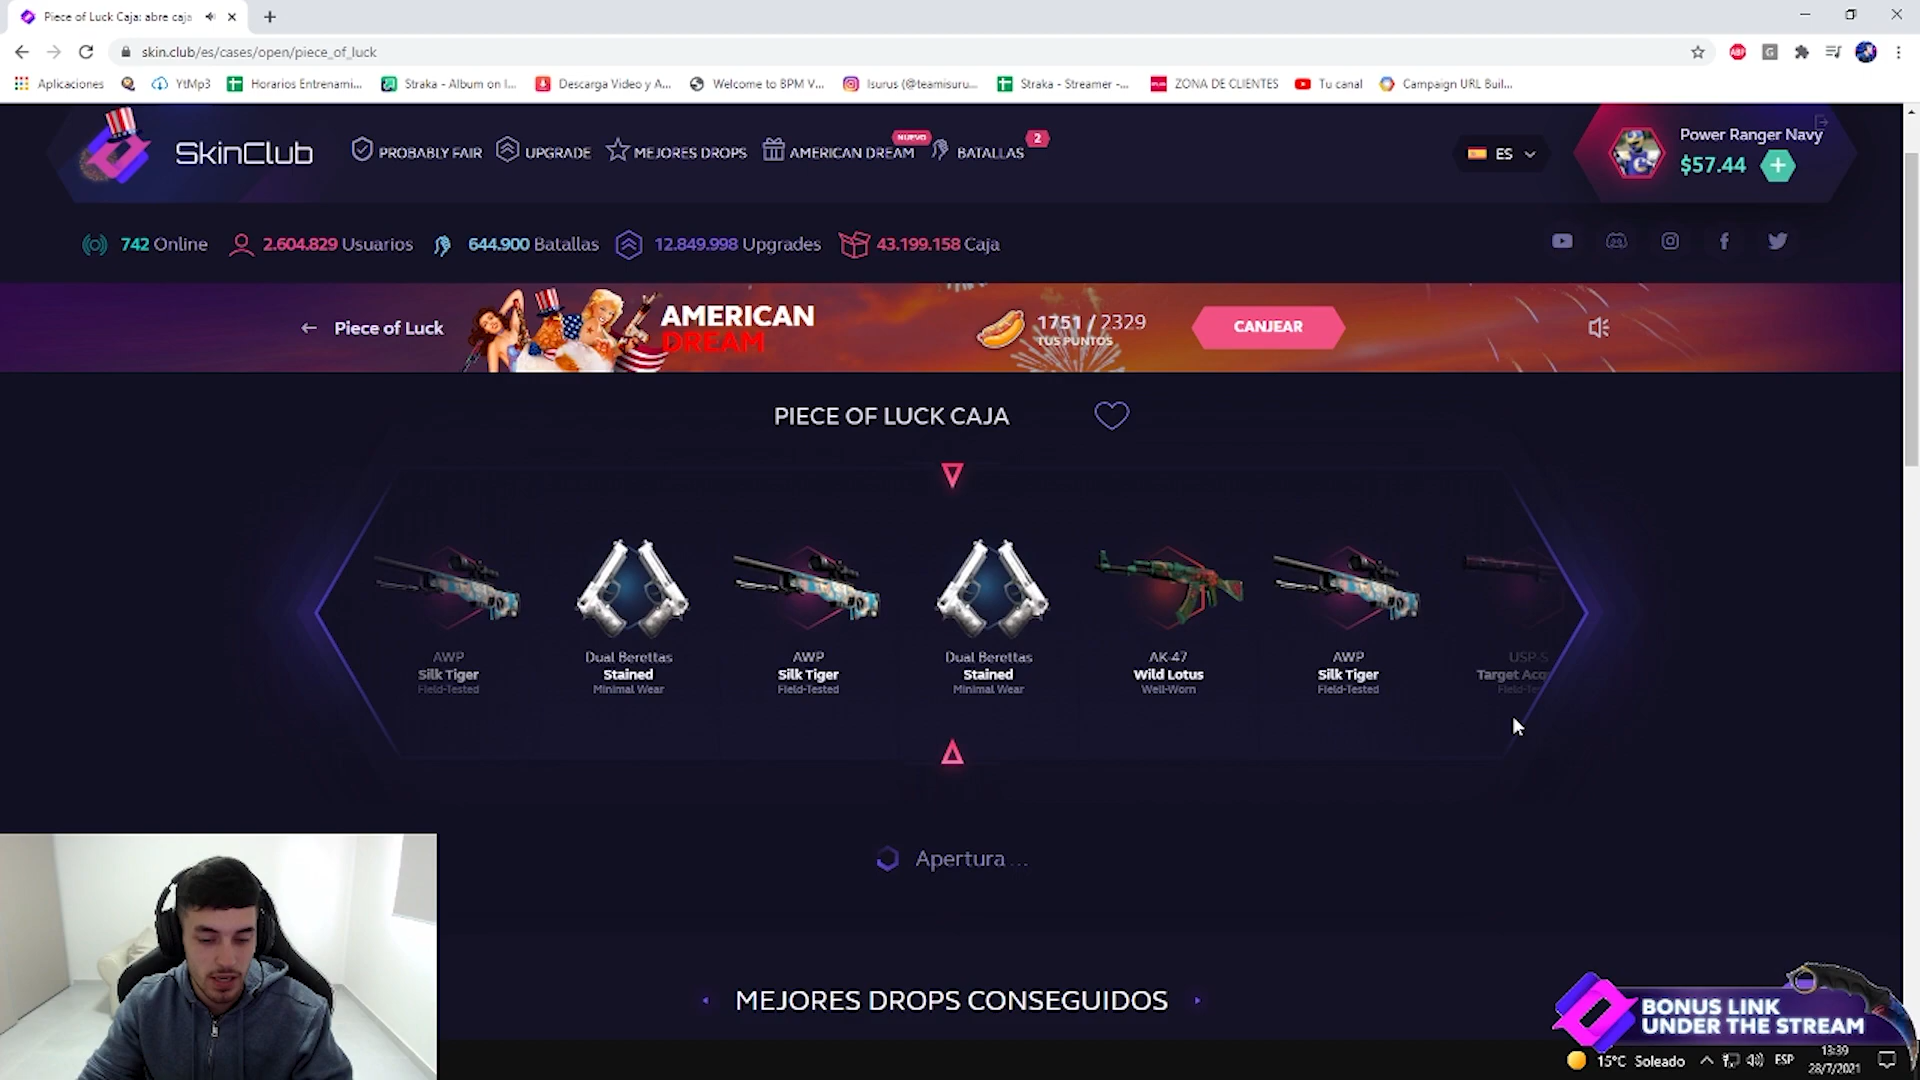 Piece of Luck Caja: abre caja
skin.club/es/cases/open/piece_of_luck
ABP
G
Aplicaciones
YtMp3
Horarios Entrenami...
Straka - Album on I...
Descarga Video y A...
Welcome to BPM V...
Isurus (@teamisuru...
Straka - Streamer -...
ZONA DE CLIENTES
Tu canal
Campaign URL Buil...
SkinClub
PROBABLY FAIR
UPGRADE
MEJORES DROPS
NUEVO
AMERICAN DREAM
BATALLAS
2
ES
Power Ranger Navy
$57.44
742 Online
2.604.829 Usuarios
644.900 Batallas
12.849.998 Upgrades
43.199.158 Caja
Piece of Luck
AMERICAN
DREAM
1751 / 2329
TUS PUNTOS
CANJEAR
PIECE OF LUCK CAJA
AWP
Silk Tiger
Field-Tested
Dual Berettas
Stained
Minimal Wear
AWP
Silk Tiger
Field-Tested
Dual Berettas
Stained
Minimal Wear
AK-47
Wild Lotus
Well-Worn
AWP
Silk Tiger
Field-Tested
USP-S
Target Acq
Field-Te
Apertura ...
MEJORES DROPS CONSEGUIDOS
BONUS LINK
UNDER THE STREAM
15°C Soleado
ESP
13:39
28/7/2021